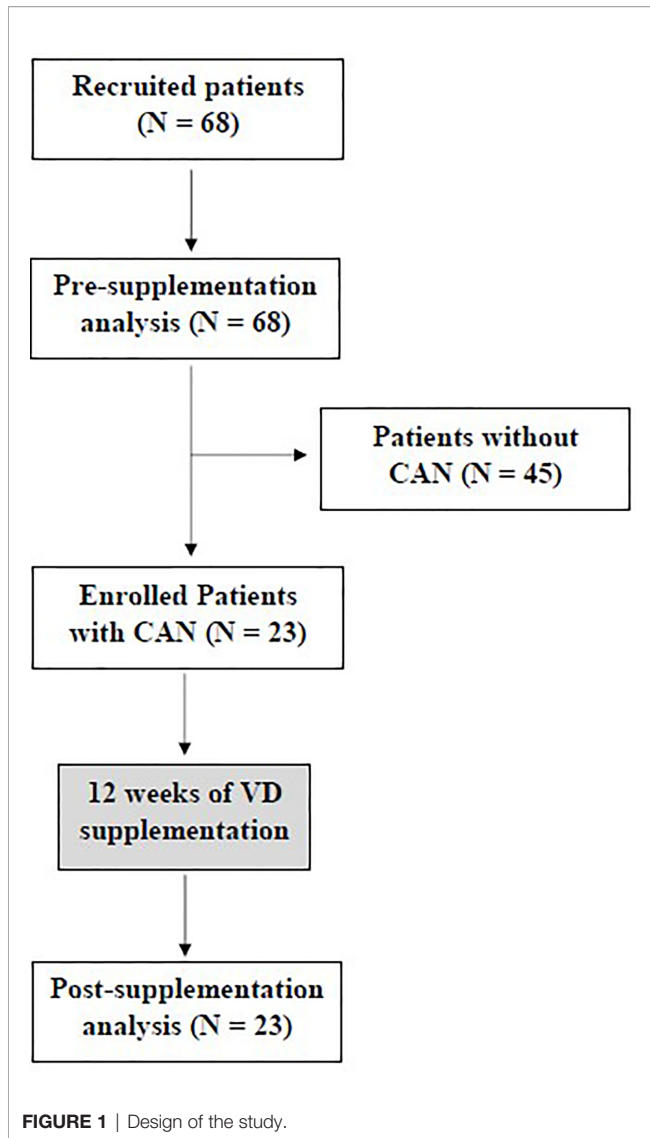 Recruited patients
(N = 68)
Pre-supplementation
analysis (N = 68)
Patients without
CAN (N = 45)
Enrolled Patients
with CAN (N = 23)
12 weeks of VD
supplementation
Post-supplementation
analysis (N = 23)
FIGURE 1 | Design of the study.